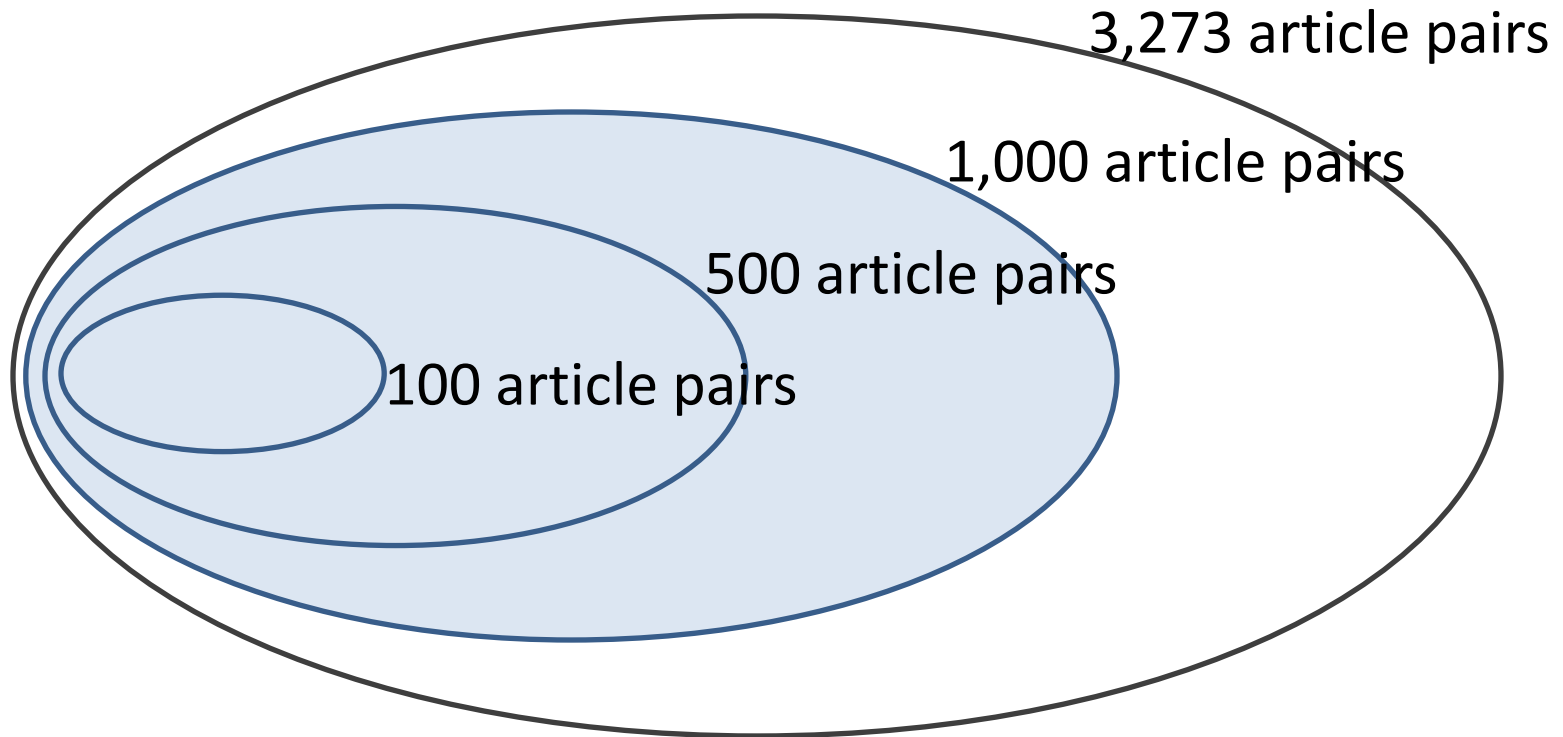 3,273 article pairs
1,000 article pairs
500 article pairs
100 article pairs